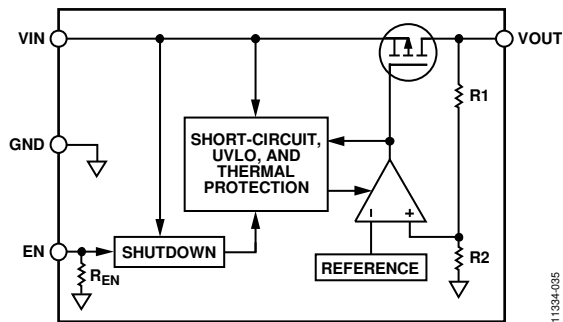 VIN
VOUT
R1
GND
SHORT-CIRCUIT,
UVLO, AND
THERMAL
PROTECTION
– +
EN
SHUTDOWN
REN
REFERENCE
R2
11334-035